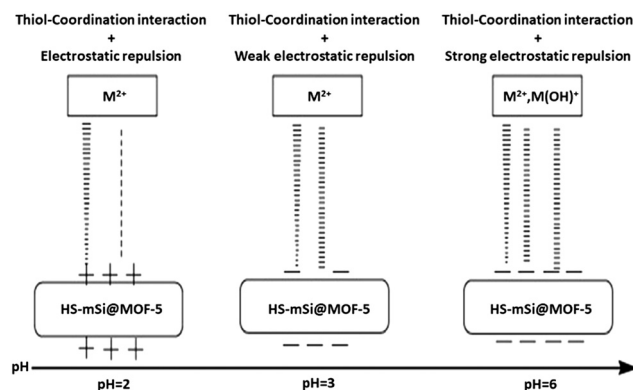 Thiol-Coordination interaction
+
Electrostatic repulsion
M²⁺
HS-mSi@MOF-5
pH=2
Thiol-Coordination interaction
+
Weak electrostatic repulsion
M²⁺
HS-mSi@MOF-5
pH=3
Thiol-Coordination interaction
+
Strong electrostatic repulsion
M²⁺,M(OH)⁺
HS-mSi@MOF-5
pH=6
pH